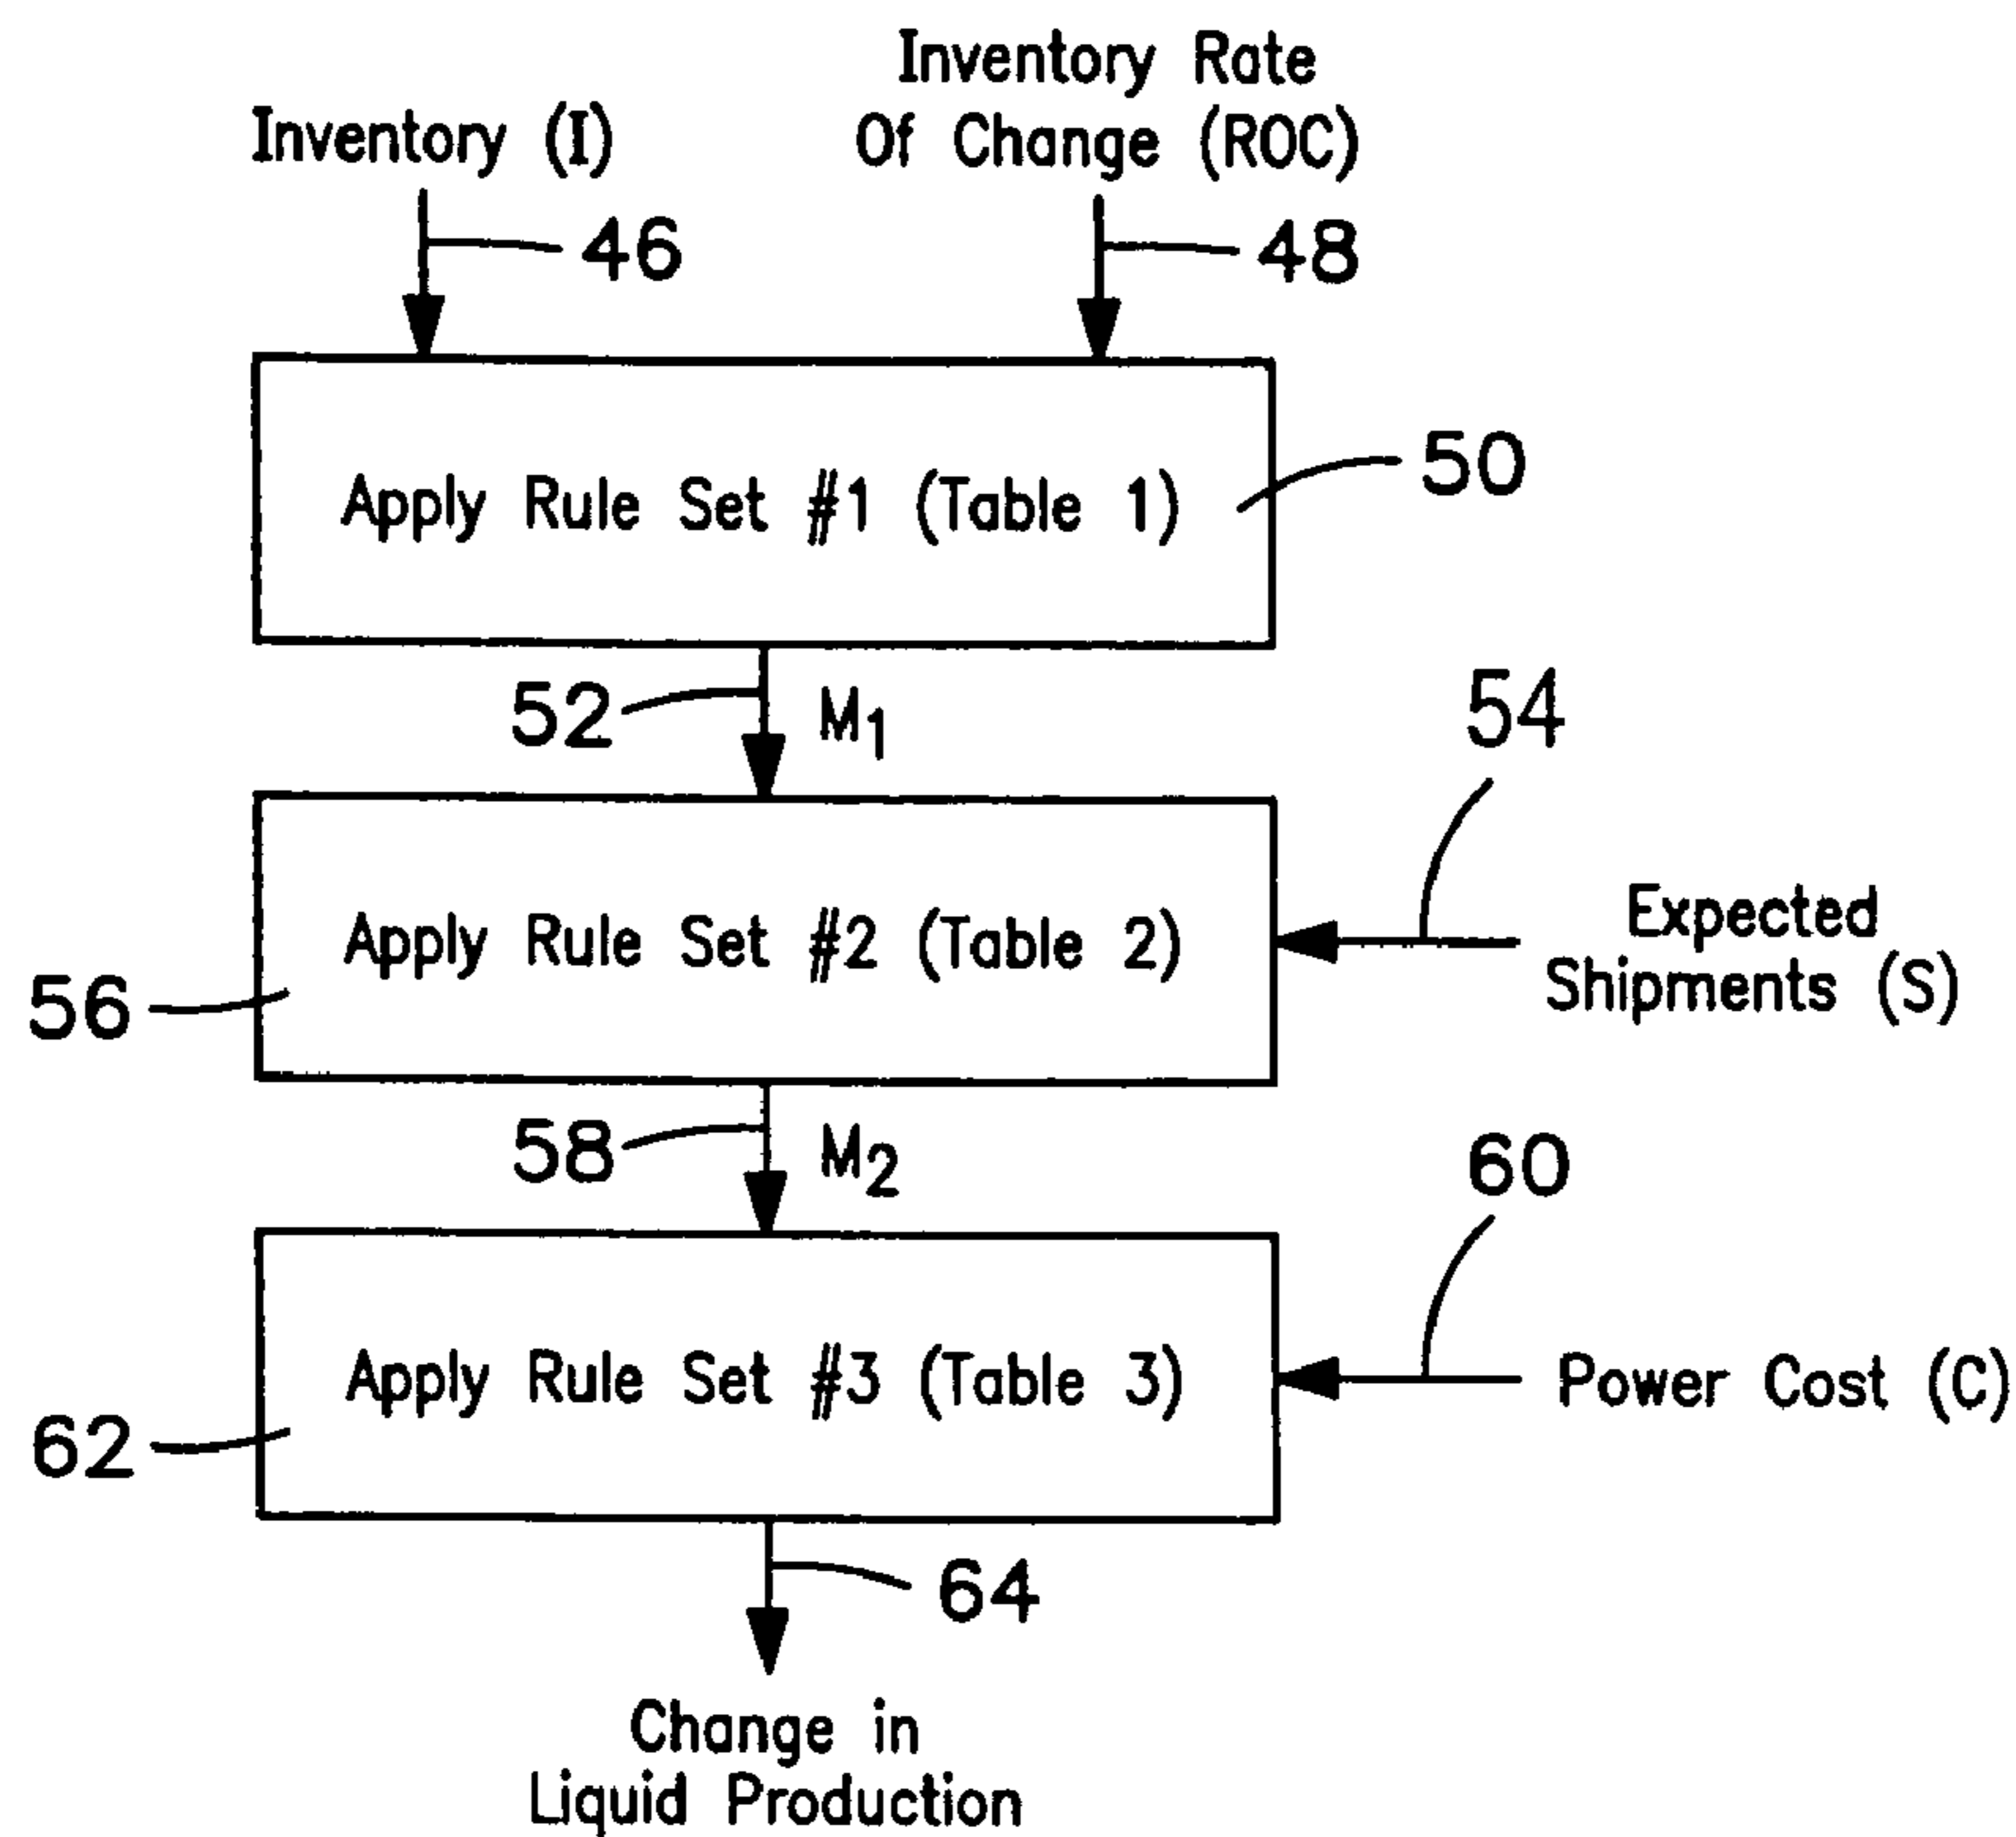 Inventory Rate
Of Change (ROC)
Inventory (I)
46
48
Apply Rule Set #1 (Table 1)
50
52
M1
54
Apply Rule Set #2 (Table 2)
Expected
Shipments (S)
56
58
M2
60
Apply Rule Set #3 (Table 3)
Power Cost (C)
62
64
Change in
Liquid Production